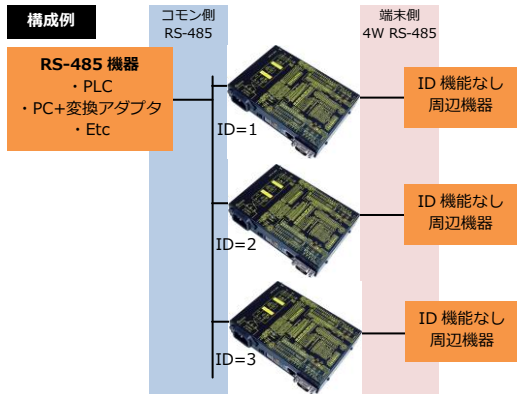 構成例
コモン側
RS-485
端末側
4W RS-485
RS-485 機器
・PLC
・PC+変換アダプタ
・Etc
ID=1
ID 機能なし
周辺機器
ID=2
ID 機能なし
周辺機器
ID=3
ID 機能なし
周辺機器